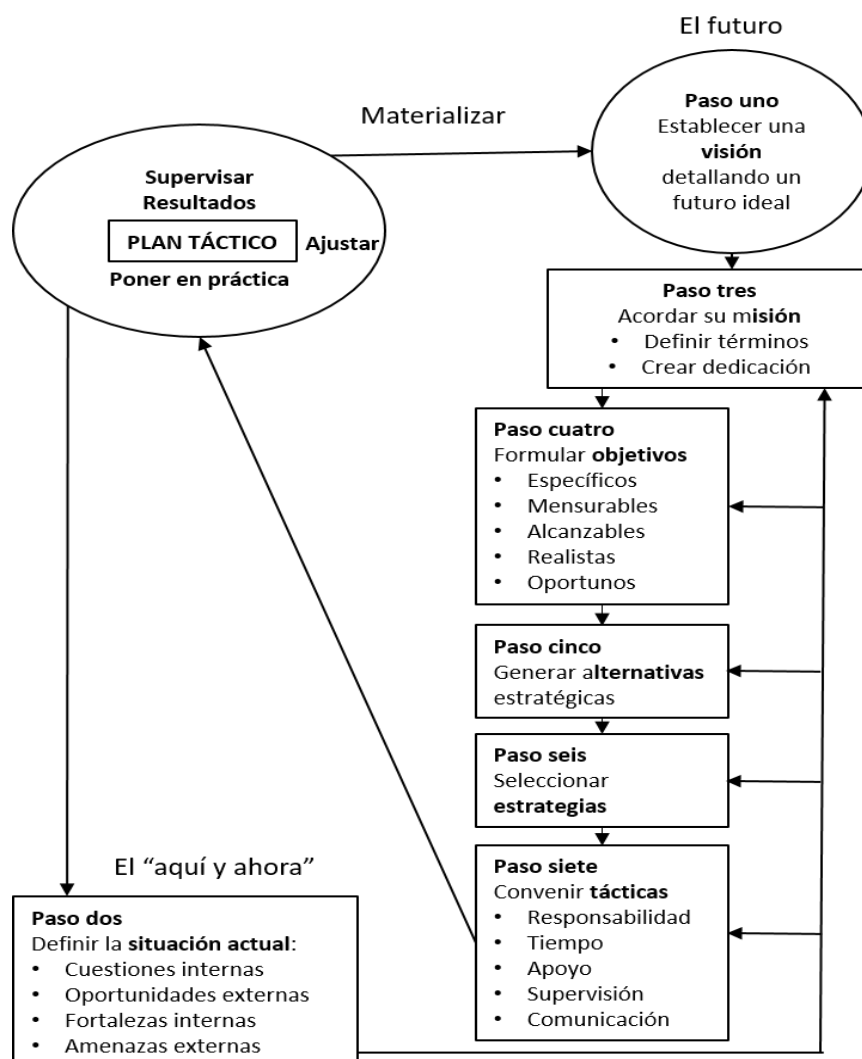 El futuro
Paso uno
Establecer una
visión
detallando un
futuro ideal
Materializar
Supervisar
Resultados
PLAN TÁCTICO
Ajustar
Poner en práctica
Paso tres
Acordar su misión
• Definir términos
• Crear dedicación
Paso cuatro
Formular objetivos
• Específicos
• Mensurables
• Alcanzables
• Realistas
• Oportunos
Paso cinco
Generar alternativas
estratégicas
Paso seis
Seleccionar
estrategias
Paso siete
Convenir tácticas
• Responsabilidad
• Tiempo
• Apoyo
• Supervisión
• Comunicación
El “aquí y ahora”
Paso dos
Definir la situación actual:
• Cuestiones internas
• Oportunidades externas
• Fortalezas internas
• Amenazas externas